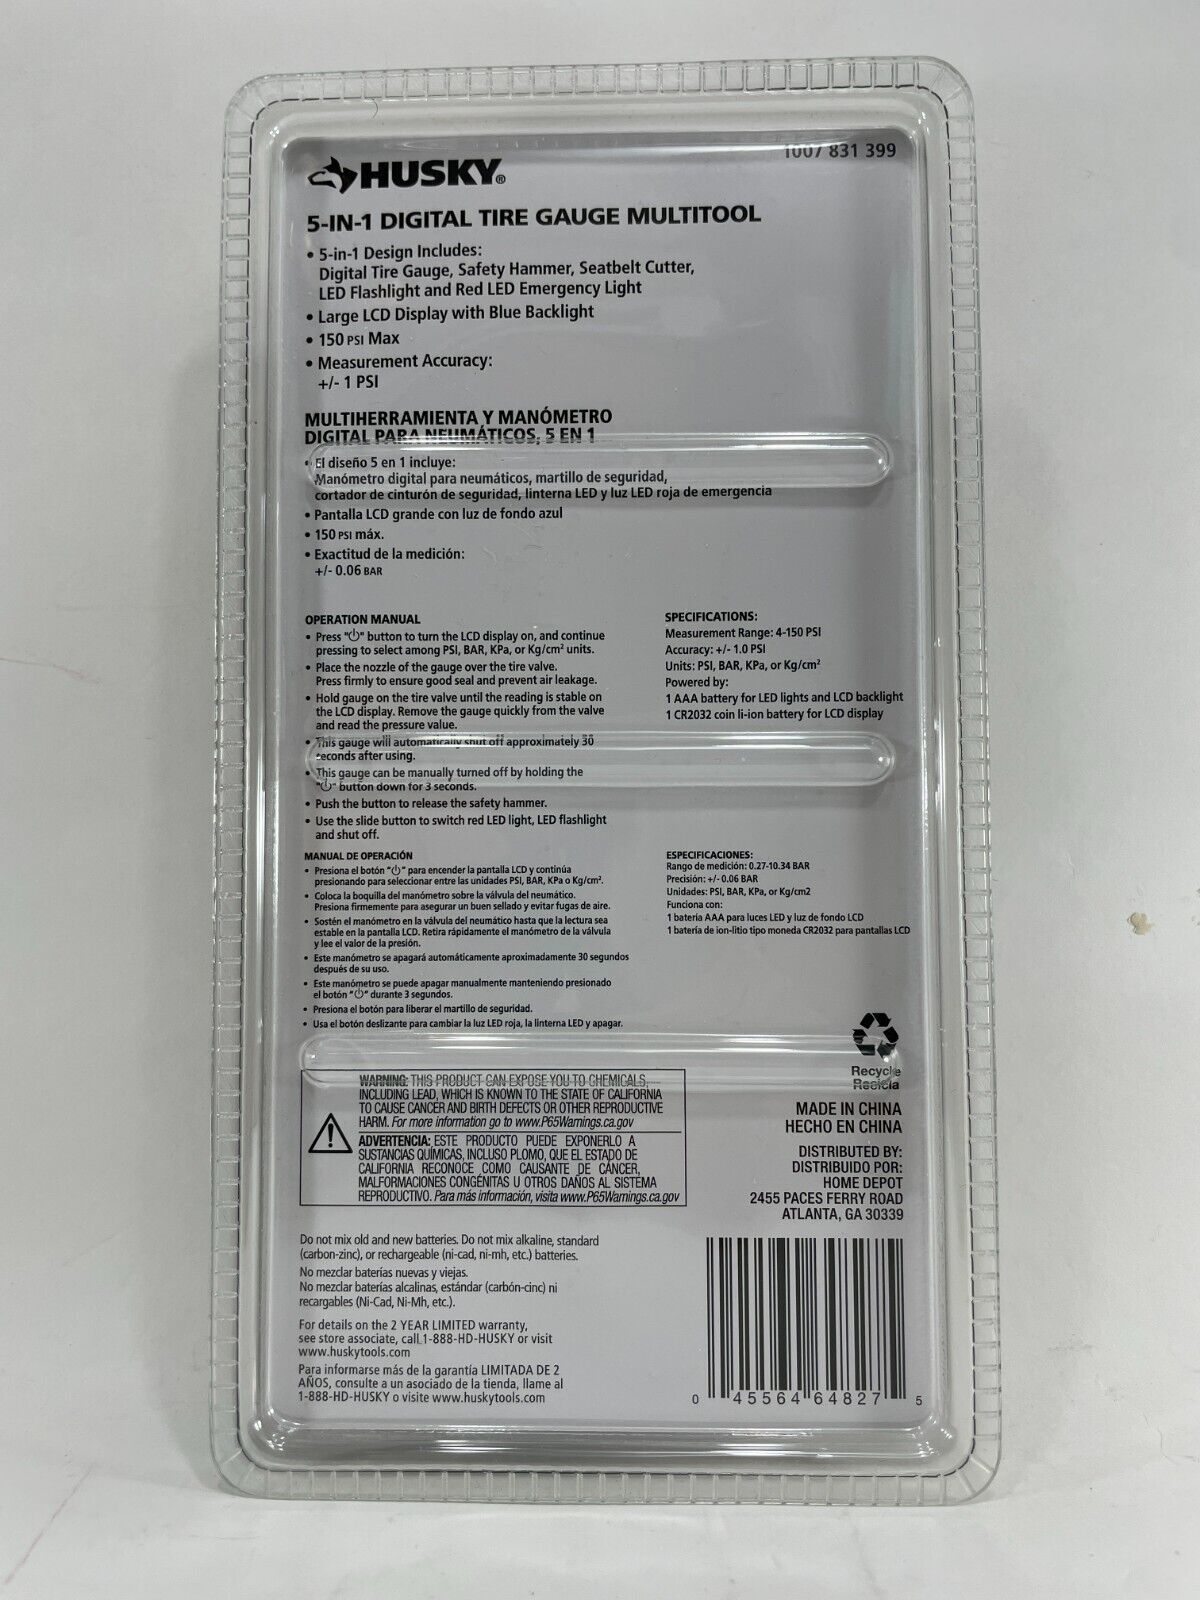 1007 831 399
HUSKY®
5-IN-1 DIGITAL TIRE GAUGE MULTITOOL
• 5-in-1 Design Includes:
Digital Tire Gauge, Safety Hammer, Seatbelt Cutter,
LED Flashlight and Red LED Emergency Light
• Large LCD Display with Blue Backlight
• 150 PSI Max
• Measurement Accuracy:
+/- 1 PSI
MULTIHERRAMIENTA Y MANÓMETRO
DIGITAL PARA NEUMÁTICOS, 5 EN 1
• El diseño 5 en 1 incluye:
Manómetro digital para neumáticos, martillo de seguridad,
cortador de cinturón de seguridad, linterna LED y luz LED roja de emergencia
• Pantalla LCD grande con luz de fondo azul
• 150 PSI máx.
• Exactitud de la medición:
+/- 0.06 BAR
OPERATION MANUAL
• Press "⏻" button to turn the LCD display on, and continue
pressing to select among PSI, BAR, KPa, or Kg/cm² units.
• Place the nozzle of the gauge over the tire valve.
Press firmly to ensure good seal and prevent air leakage.
• Hold gauge on the tire valve until the reading is stable on
the LCD display. Remove the gauge quickly from the valve
and read the pressure value.
• This gauge will automatically shut off approximately 30
seconds after using.
• This gauge can be manually turned off by holding the
"⏻" button down for 3 seconds.
• Push the button to release the safety hammer.
• Use the slide button to switch red LED light, LED flashlight
and shut off.
SPECIFICATIONS:
Measurement Range: 4-150 PSI
Accuracy: +/- 1.0 PSI
Units: PSI, BAR, KPa, or Kg/cm²
Powered by:
1 AAA battery for LED lights and LCD backlight
1 CR2032 coin li-ion battery for LCD display
MANUAL DE OPERACIÓN
• Presiona el botón "⏻" para encender la pantalla LCD y continúa
presionando para seleccionar entre las unidades PSI, BAR, KPa o Kg/cm².
• Coloca la boquilla del manómetro sobre la válvula del neumático.
Presiona firmemente para asegurar un buen sellado y evitar fugas de aire.
• Sostén el manómetro en la válvula del neumático hasta que la lectura sea
estable en la pantalla LCD. Retira rápidamente el manómetro de la válvula
y lee el valor de la presión.
• Este manómetro se apagará automáticamente aproximadamente 30 segundos
después de su uso.
• Este manómetro se puede apagar manualmente manteniendo presionado
el botón "⏻" durante 3 segundos.
• Presiona el botón para liberar el martillo de seguridad.
• Usa el botón deslizante para cambiar la luz LED roja, la linterna LED y apagar.
ESPECIFICACIONES:
Rango de medición: 0.27-10.34 BAR
Precisión: +/- 0.06 BAR
Unidades: PSI, BAR, KPa, or Kg/cm2
Funciona con:
1 batería AAA para luces LED y luz de fondo LCD
1 batería de ion-litio tipo moneda CR2032 para pantallas LCD
Recycle
Recicla
WARNING: THIS PRODUCT CAN EXPOSE YOU TO CHEMICALS,
INCLUDING LEAD, WHICH IS KNOWN TO THE STATE OF CALIFORNIA
TO CAUSE CANCER AND BIRTH DEFECTS OR OTHER REPRODUCTIVE
HARM. For more information go to www.P65Warnings.ca.gov
ADVERTENCIA: ESTE PRODUCTO PUEDE EXPONERLO A
SUSTANCIAS QUÍMICAS, INCLUSO PLOMO, QUE EL ESTADO DE
CALIFORNIA RECONOCE COMO CAUSANTE DE CÁNCER,
MALFORMACIONES CONGÉNITAS U OTROS DAÑOS AL SISTEMA
REPRODUCTIVO. Para más información, visita www.P65Warnings.ca.gov
MADE IN CHINA
HECHO EN CHINA
DISTRIBUTED BY:
DISTRIBUIDO POR:
HOME DEPOT
2455 PACES FERRY ROAD
ATLANTA, GA 30339
Do not mix old and new batteries. Do not mix alkaline, standard
(carbon-zinc), or rechargeable (ni-cad, ni-mh, etc.) batteries.
No mezclar baterías nuevas y viejas.
No mezclar baterías alcalinas, estándar (carbón-cinc) ni
recargables (Ni-Cad, Ni-Mh, etc.).
For details on the 2 YEAR LIMITED warranty,
see store associate, call 1-888-HD-HUSKY or visit
www.huskytools.com
Para informarse más de la garantía LIMITADA DE 2
AÑOS, consulte a un asociado de la tienda, llame al
1-888-HD-HUSKY o visite www.huskytools.com
0 45564 64827 5